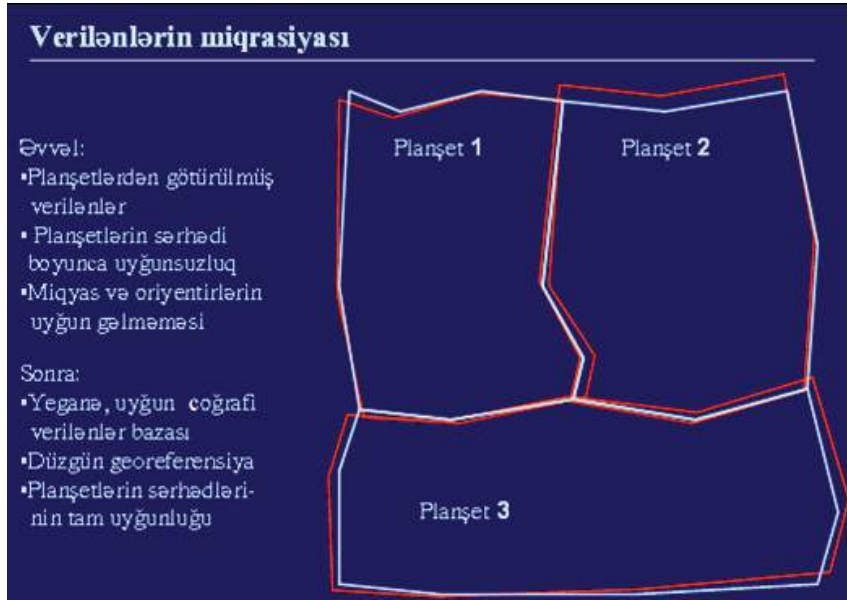 Verilənlərin miqrasiyası
Əvvəl:
▪Planşetlərdən götürülmüş
verilənlər
▪ Planşetlərin sərhədi
boyunca uyğunsuzluq
▪Miqyas və oriyentirlərin
uyğun gəlməməsi
Sonra:
▪Yeganə, uyğun coğrafi
verilənlər bazası
▪Düzgün georeferensiya
▪Planşetlərin sərhədləri-
nin tam uyğunluğu
Planşet 1
Planşet 2
Planşet 3